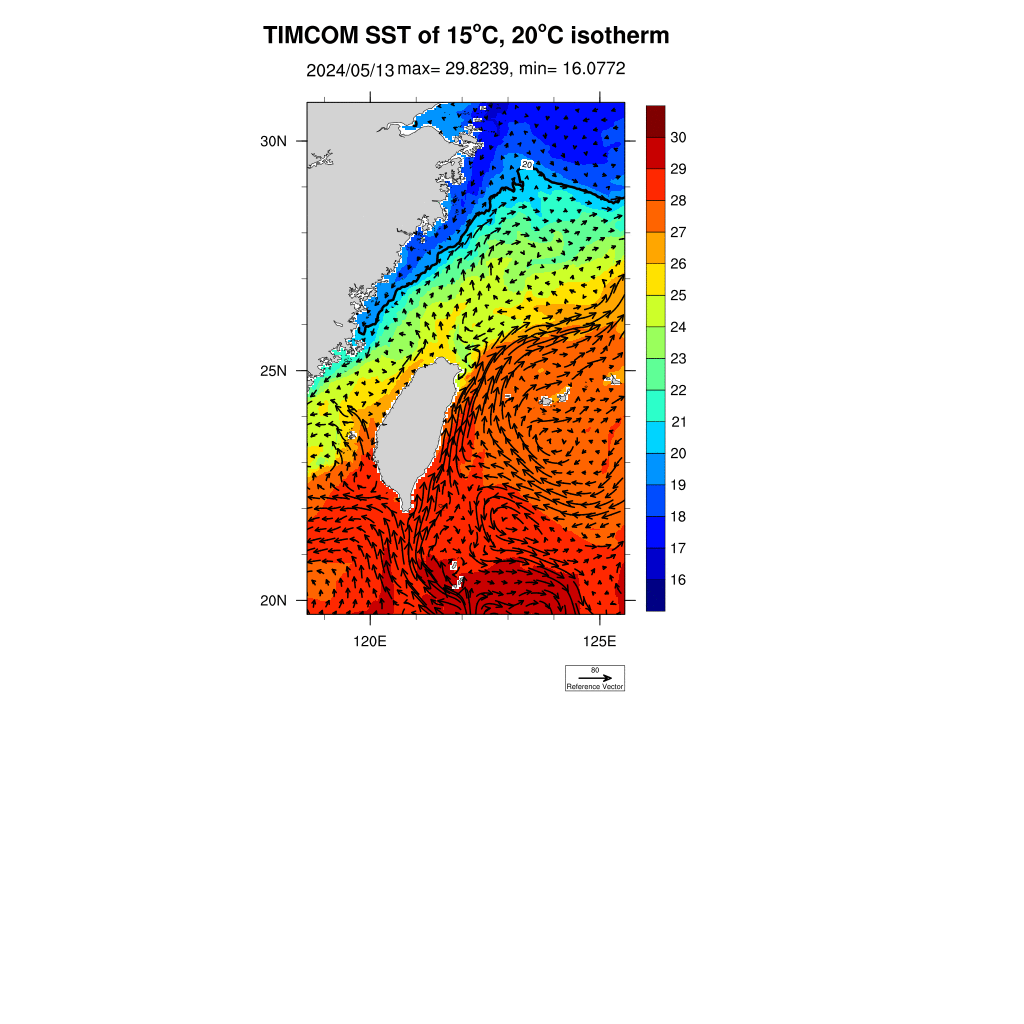 TIMCOM SST of 15°C, 20°C isotherm
2024/05/13 max= 29.8239, min= 16.0772
30N
25N
20N
120E
125E
20
30
29
28
27
26
25
24
23
22
21
20
19
18
17
16
80
Reference Vector